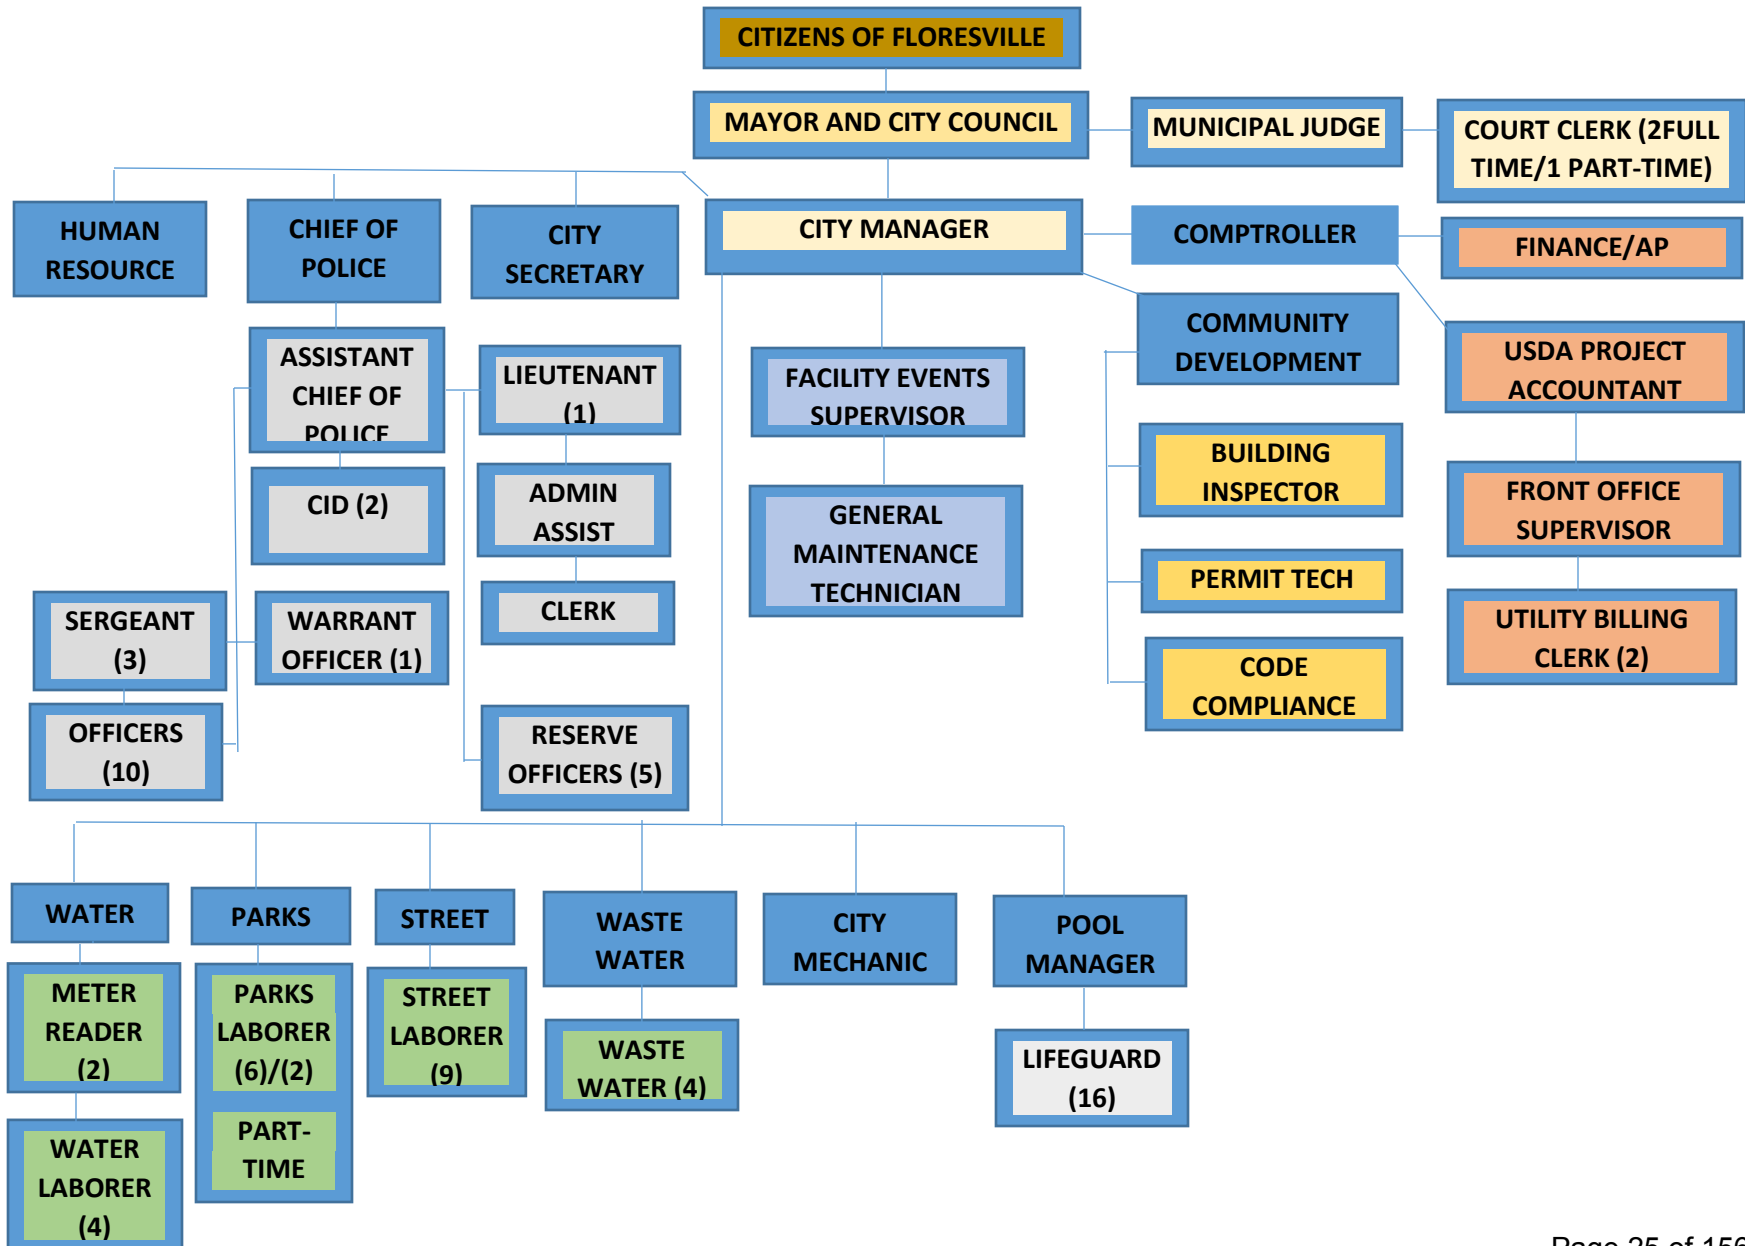 CITIZENS OF FLORESVILLE
MAYOR AND CITY COUNCIL
MUNICIPAL JUDGE
COURT CLERK (2FULL
TIME/1 PART-TIME)
HUMAN
RESOURCE
CHIEF OF
POLICE
CITY
SECRETARY
CITY MANAGER
COMPTROLLER
FINANCE/AP
COMMUNITY
DEVELOPMENT
USDA PROJECT
ACCOUNTANT
ASSISTANT
CHIEF OF
POLICE
LIEUTENANT
(1)
FACILITY EVENTS
SUPERVISOR
BUILDING
INSPECTOR
FRONT OFFICE
SUPERVISOR
CID (2)
ADMIN
ASSIST
GENERAL
MAINTENANCE
TECHNICIAN
PERMIT TECH
UTILITY BILLING
CLERK (2)
SERGEANT
(3)
WARRANT
OFFICER (1)
CLERK
CODE
COMPLIANCE
OFFICERS
(10)
RESERVE
OFFICERS (5)
WATER
PARKS
STREET
WASTE
WATER
CITY
MECHANIC
POOL
MANAGER
METER
READER
(2)
PARKS
LABORER
(6)/(2)
PART-
TIME
STREET
LABORER
(9)
WASTE
WATER (4)
LIFEGUARD
(16)
WATER
LABORER
(4)
Page 25 of 156